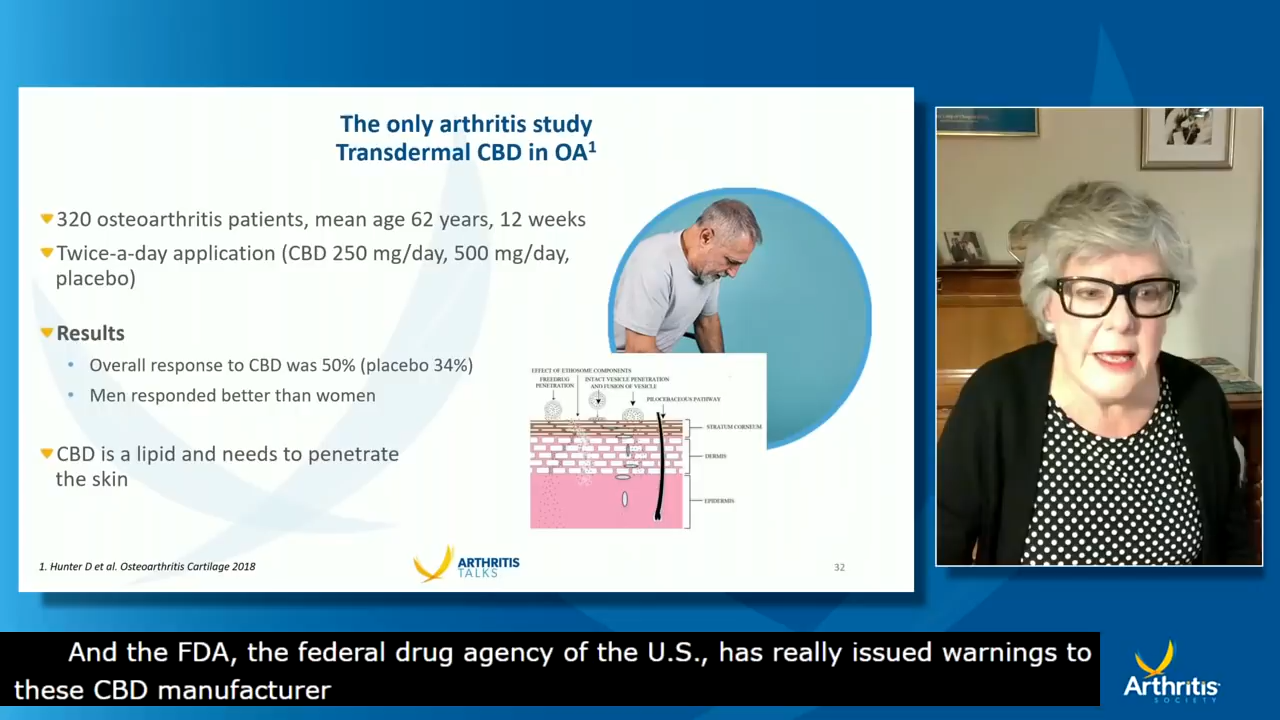 The only arthritis study
Transdermal CBD in OA¹
320 osteoarthritis patients, mean age 62 years, 12 weeks
Twice-a-day application (CBD 250 mg/day, 500 mg/day,
placebo)
Results
• Overall response to CBD was 50% (placebo 34%)
• Men responded better than women
CBD is a lipid and needs to penetrate
the skin
EFFECT OF ETHOSOME COMPONENTS
FREEDRUG
PENETRATION
INTACT VESICLE PENETRATION
AND FUSION OF VESICLE
PILOCEBACEOUS PATHWAY
STRATUM CORNEUM
DERMIS
EPIDERMIS
1. Hunter D et al. Osteoarthritis Cartilage 2018
ARTHRITIS
TALKS
32
And the FDA, the federal drug agency of the U.S., has really issued warnings to
these CBD manufacturer
Arthritis
SOCIETY